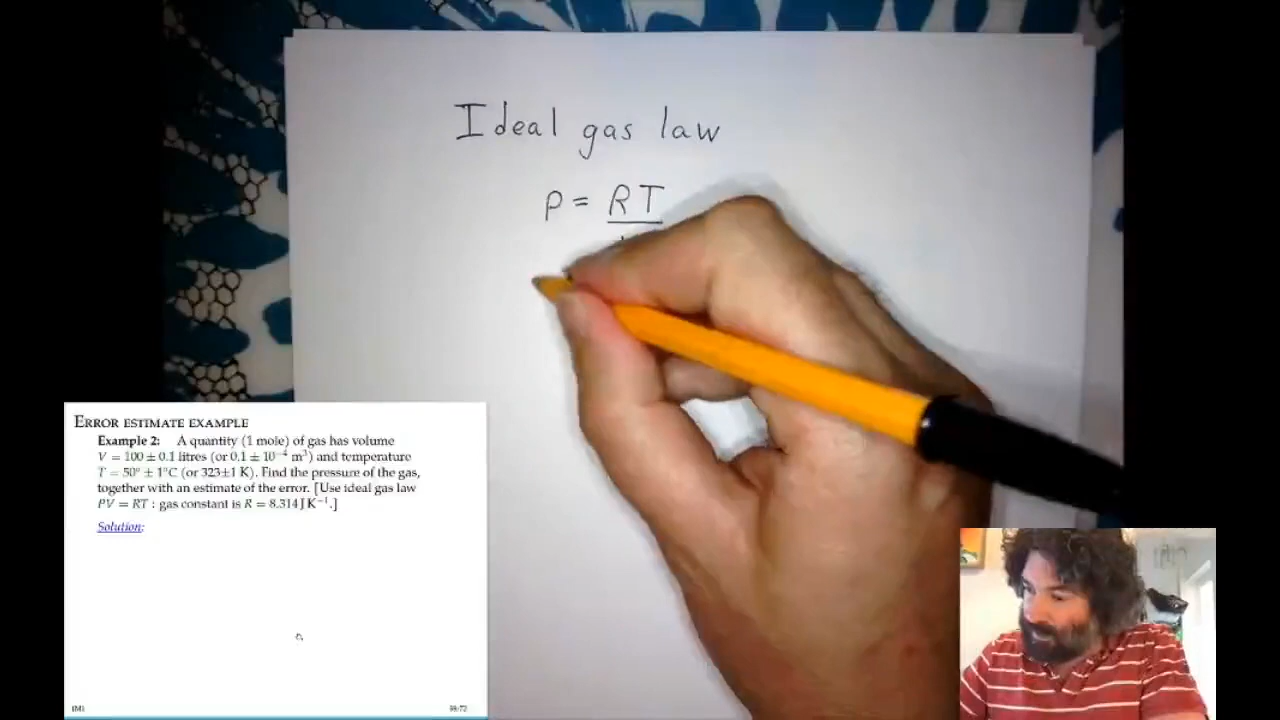 Ideal gas law
P = RT
ERROR ESTIMATE EXAMPLE
Example 2: A quantity (1 mole) of gas has volume
V = 100 ± 0.1 litres (or 0.1 ± 10⁻⁴ m³) and temperature
T = 50° ± 1°C (or 323±1 K). Find the pressure of the gas,
together with an estimate of the error. [Use ideal gas law
PV = RT : gas constant is R = 8.314 J K⁻¹.]
Solution: